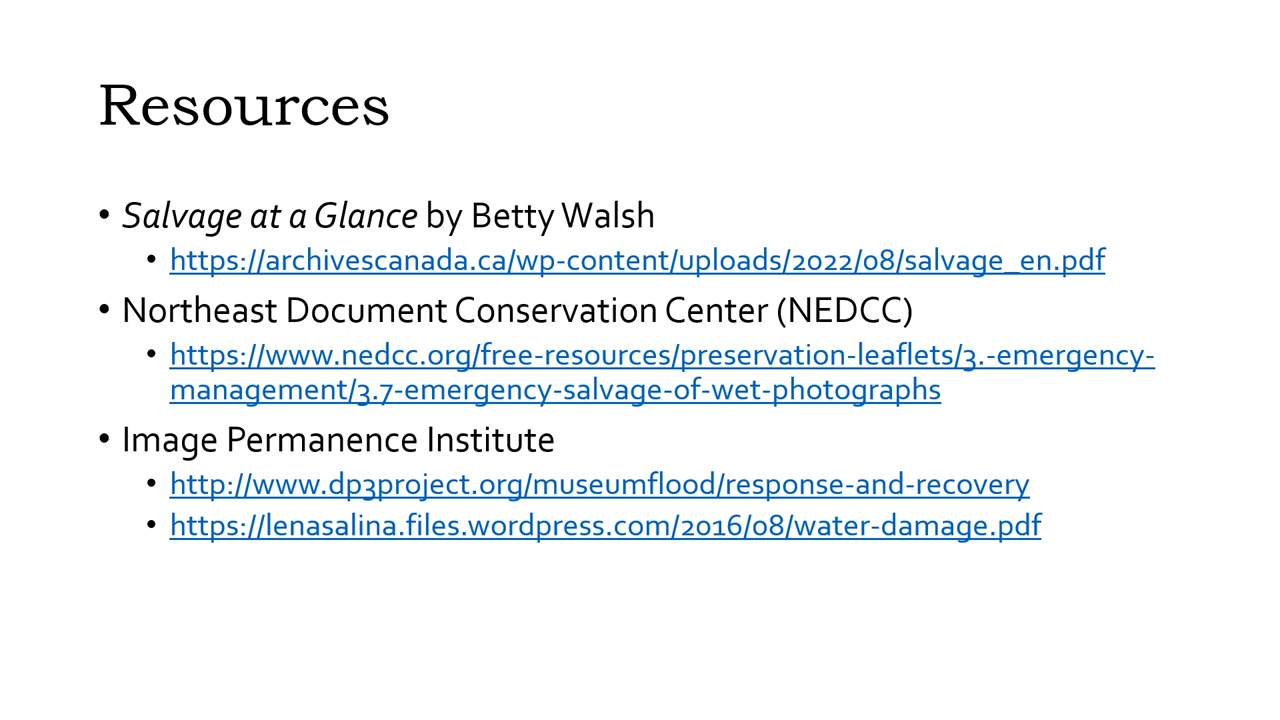 Resources
• Salvage at a Glance by Betty Walsh
• https://archivescanada.ca/wp-content/uploads/2022/08/salvage_en.pdf
• Northeast Document Conservation Center (NEDCC)
• https://www.nedcc.org/free-resources/preservation-leaflets/3.-emergency-
management/3.7-emergency-salvage-of-wet-photographs
• Image Permanence Institute
• http://www.dp3project.org/museumflood/response-and-recovery
• https://lenasalina.files.wordpress.com/2016/08/water-damage.pdf